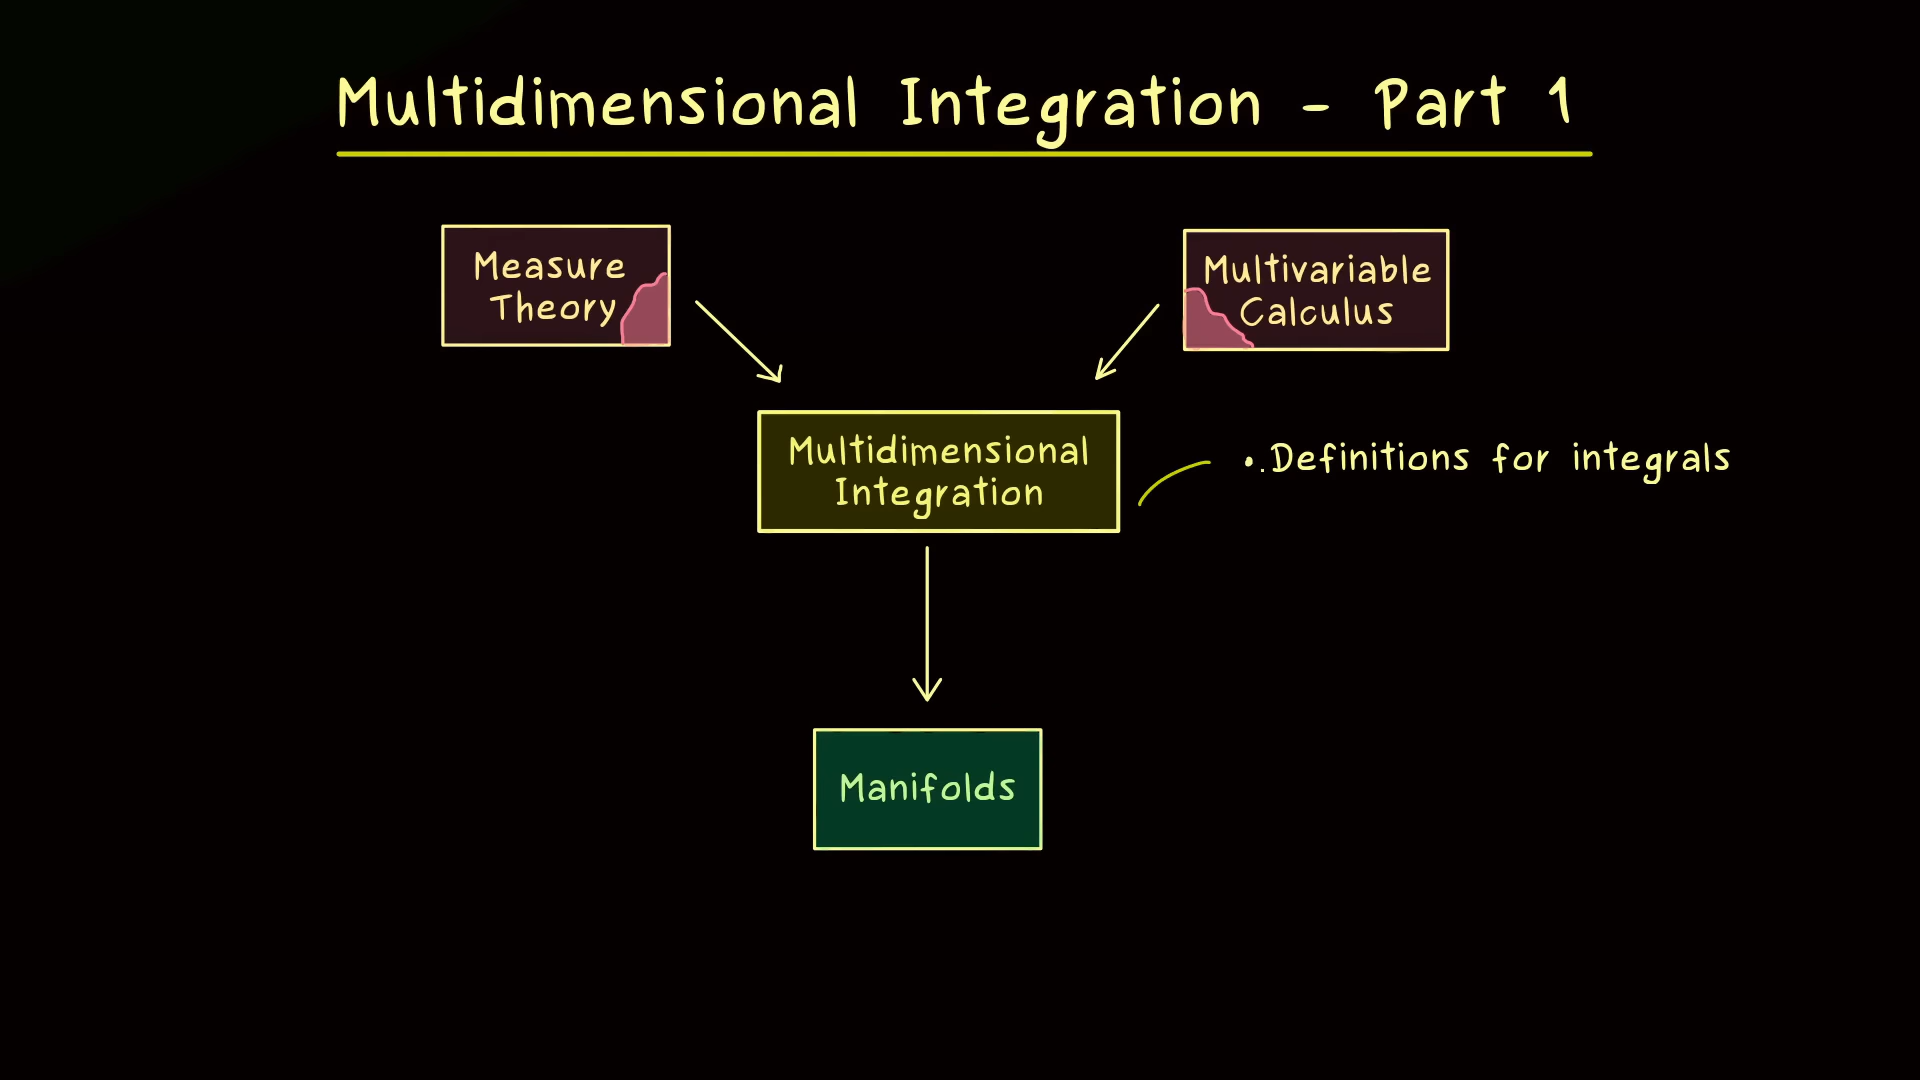 Multidimensional Integration - Part 1
Measure
Theory
Multivariable
Calculus
Multidimensional
Integration
• Definitions for integrals
Manifolds